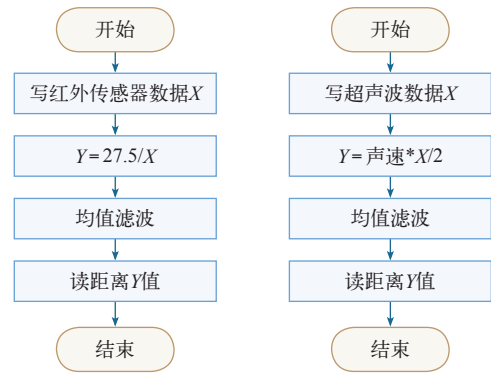 开始
写红外传感器数据X
Y=27.5/X
均值滤波
读距离Y值
结束
开始
写超声波数据X
Y=声速*X/2
均值滤波
读距离Y值
结束